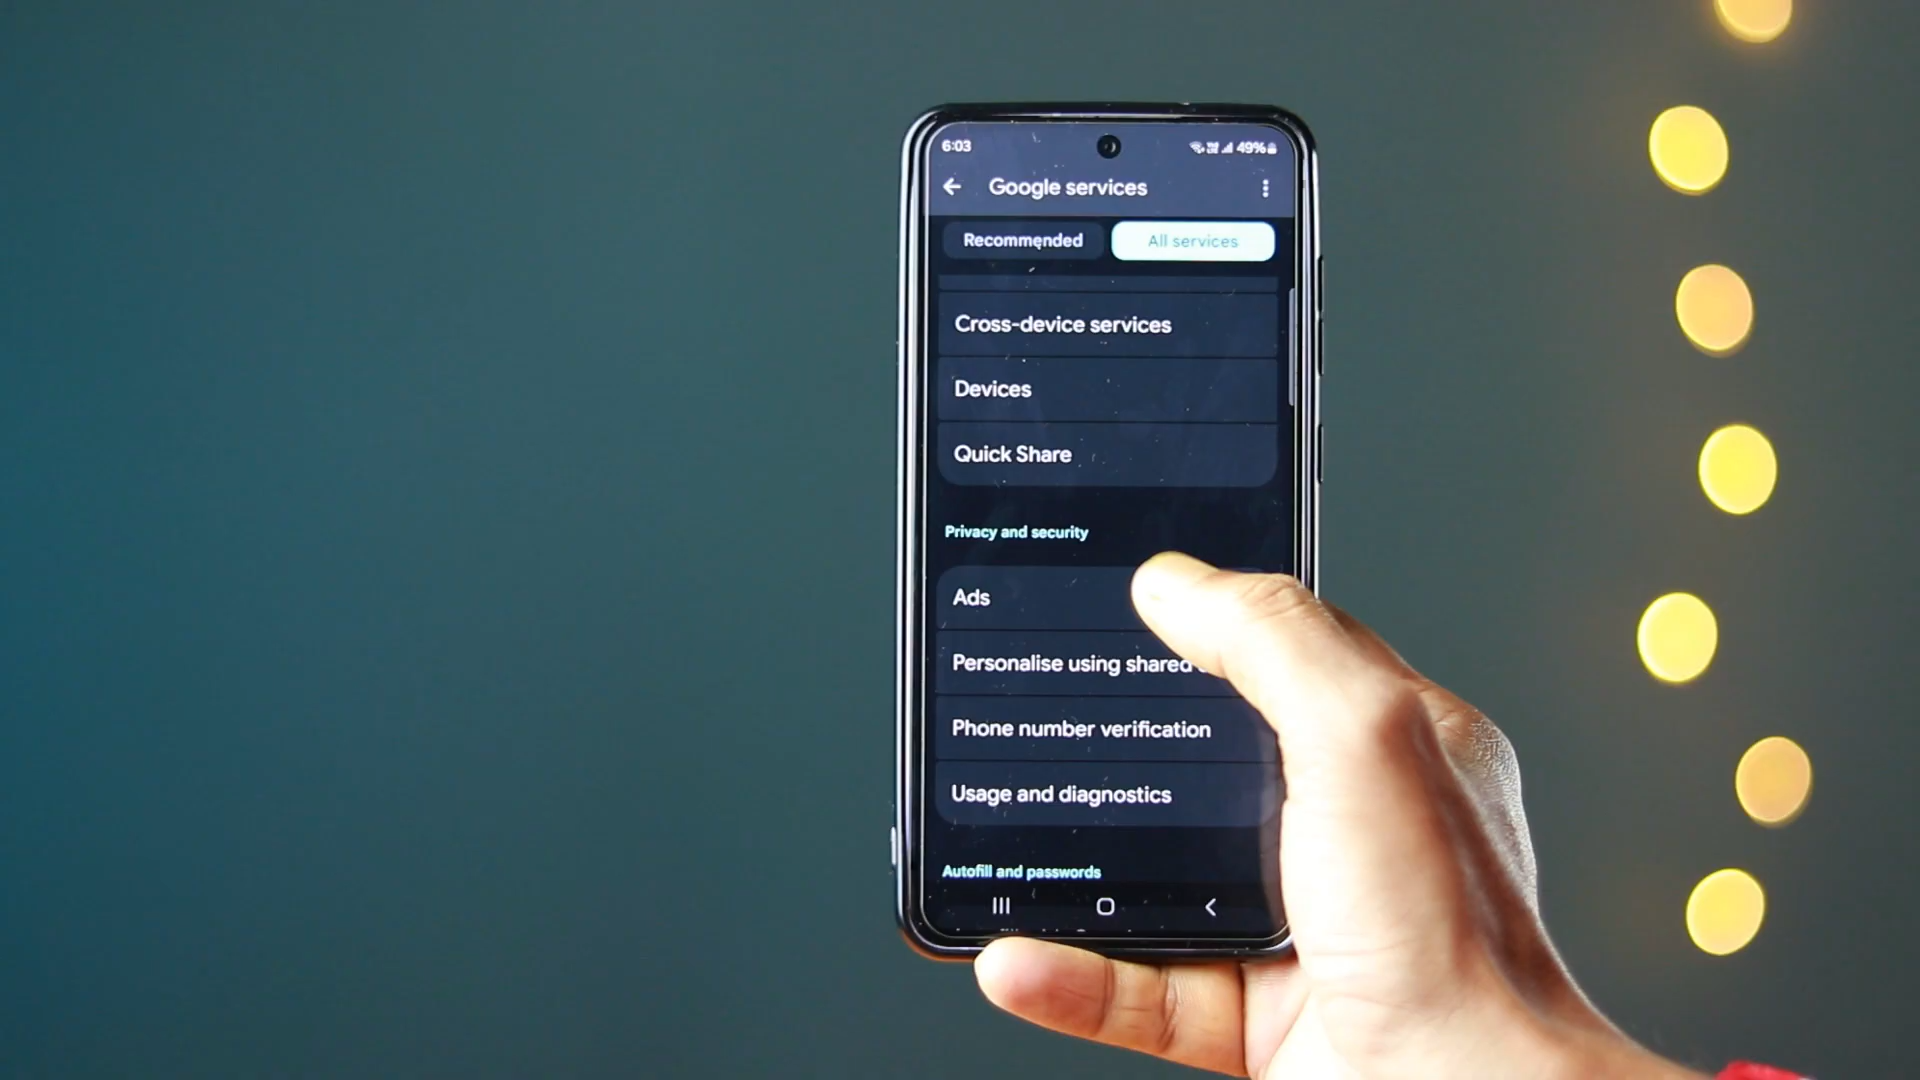 6:03
49%
Google services
Recommended
All services
Cross-device services
Devices
Quick Share
Privacy and security
Ads
Personalise using shared
Phone number verification
Usage and diagnostics
Autofill and passwords